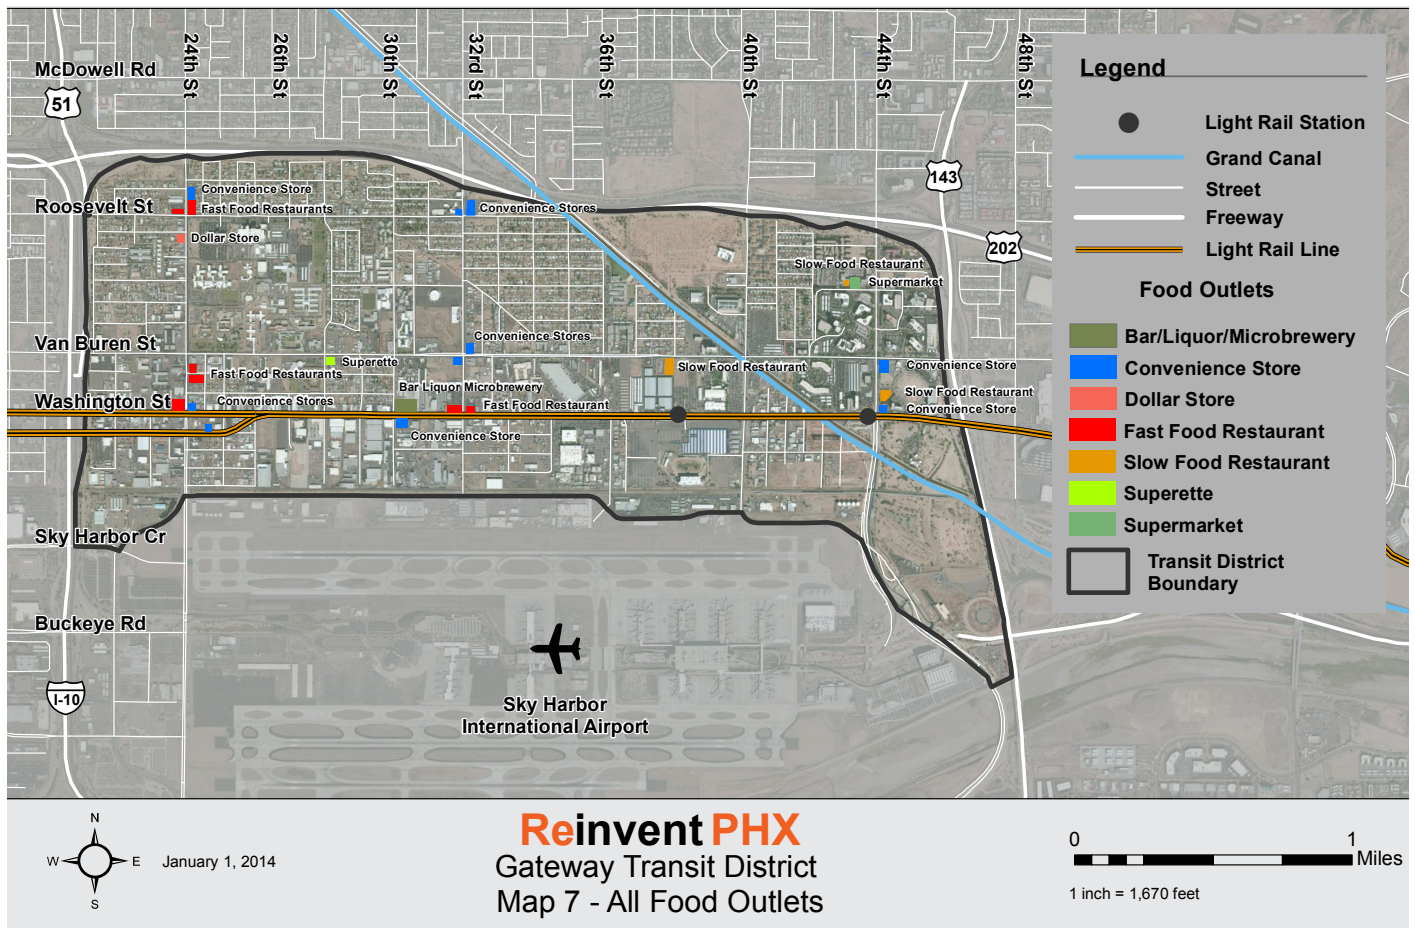 24th St
26th St
30th St
32rd St
36th St
40th St
44th St
48th St
McDowell Rd
51
Roosevelt St
Van Buren St
Washington St
Sky Harbor Cr
Buckeye Rd
I-10
143
202
Convenience Store
Fast Food Restaurants
Convenience Stores
Dollar Store
Slow Food Restaurant
Supermarket
Convenience Stores
Superette
Slow Food Restaurant
Convenience Store
Fast Food Restaurants
Bar Liquor Microbrewery
Slow Food Restaurant
Convenience Stores
Fast Food Restaurant
Convenience Store
Convenience Store
Sky Harbor
International Airport
Legend
Light Rail Station
Grand Canal
Street
Freeway
Light Rail Line
Food Outlets
Bar/Liquor/Microbrewery
Convenience Store
Dollar Store
Fast Food Restaurant
Slow Food Restaurant
Superette
Supermarket
Transit District
Boundary
N
W E
S
January 1, 2014
Reinvent PHX
Gateway Transit District
Map 7 - All Food Outlets
0 1
Miles
1 inch = 1,670 feet